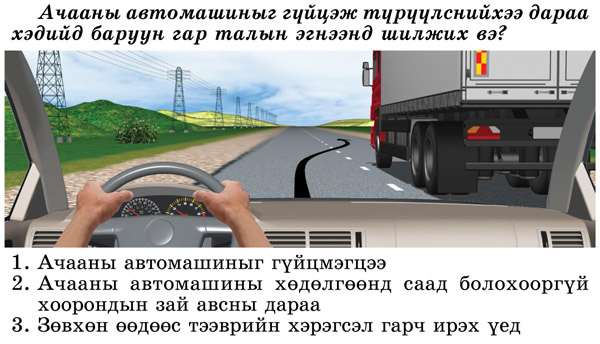 Ачааны автомашиныг гүйцэж түрүүлснийхээ дараа
хэдийд баруун гар талын эгнээнд шилжих вэ?
1. Ачааны автомашиныг гүйцмэгцээ
2. Ачааны автомашины хөдөлгөөнд саад болохооргүй
хоорондын зай авсны дараа
3. Зөвхөн өөдөөс тээврийн хэрэгсэл гарч ирэх үед